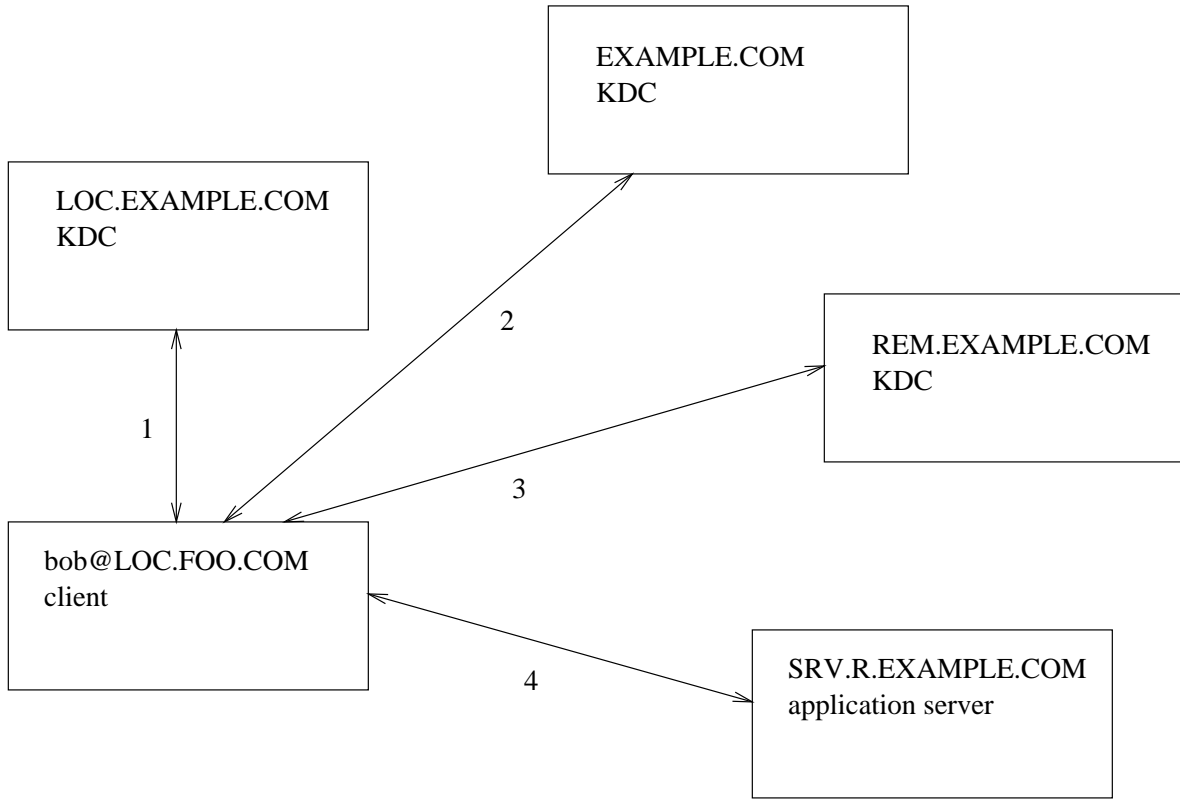 EXAMPLE.COM
KDC
LOC.EXAMPLE.COM
KDC
2
REM.EXAMPLE.COM
KDC
1
3
bob@LOC.FOO.COM
client
4
SRV.R.EXAMPLE.COM
application server